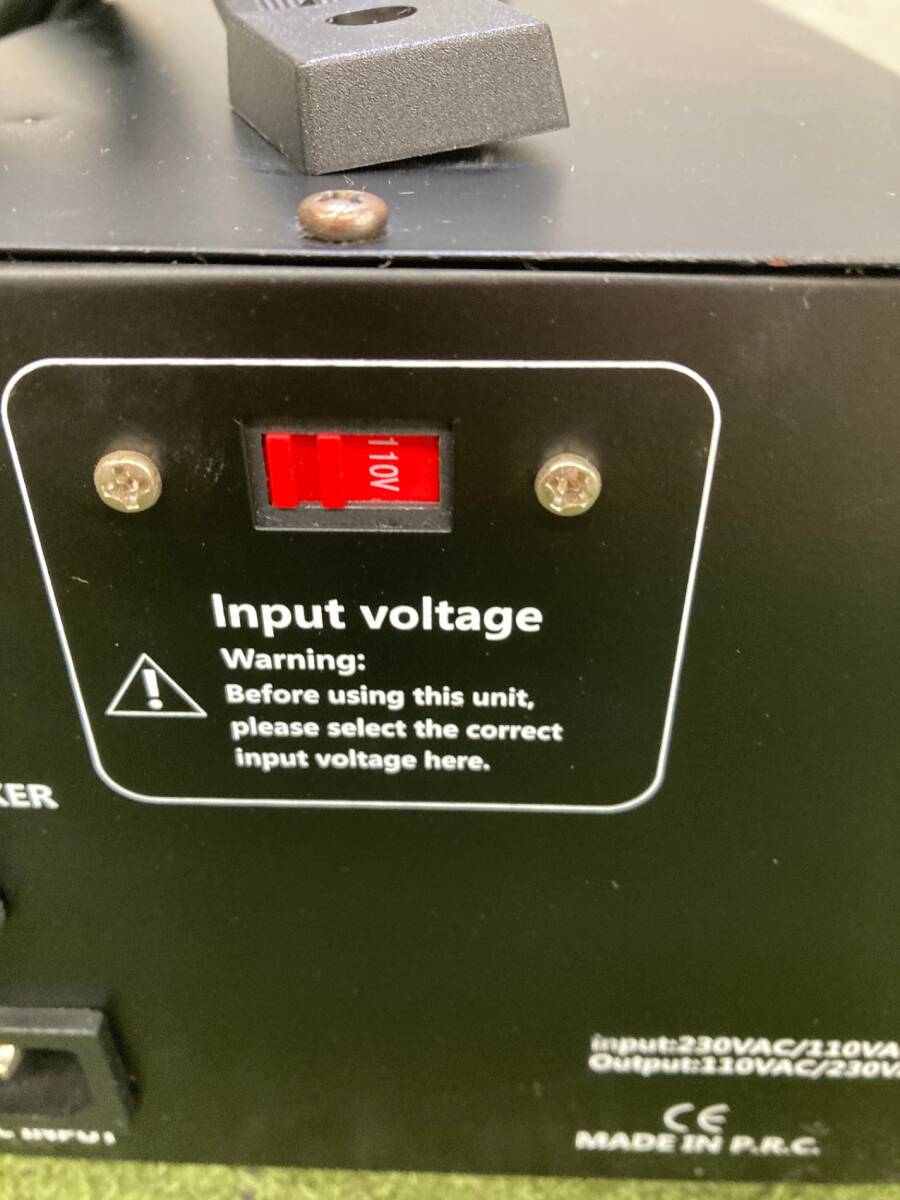 110V
Input voltage
Warning:
Before using this unit,
please select the correct
input voltage here.
KER
INPUT
Input:230VAC/110VA
Output:110VAC/230V
CE
MADE IN P.R.C.